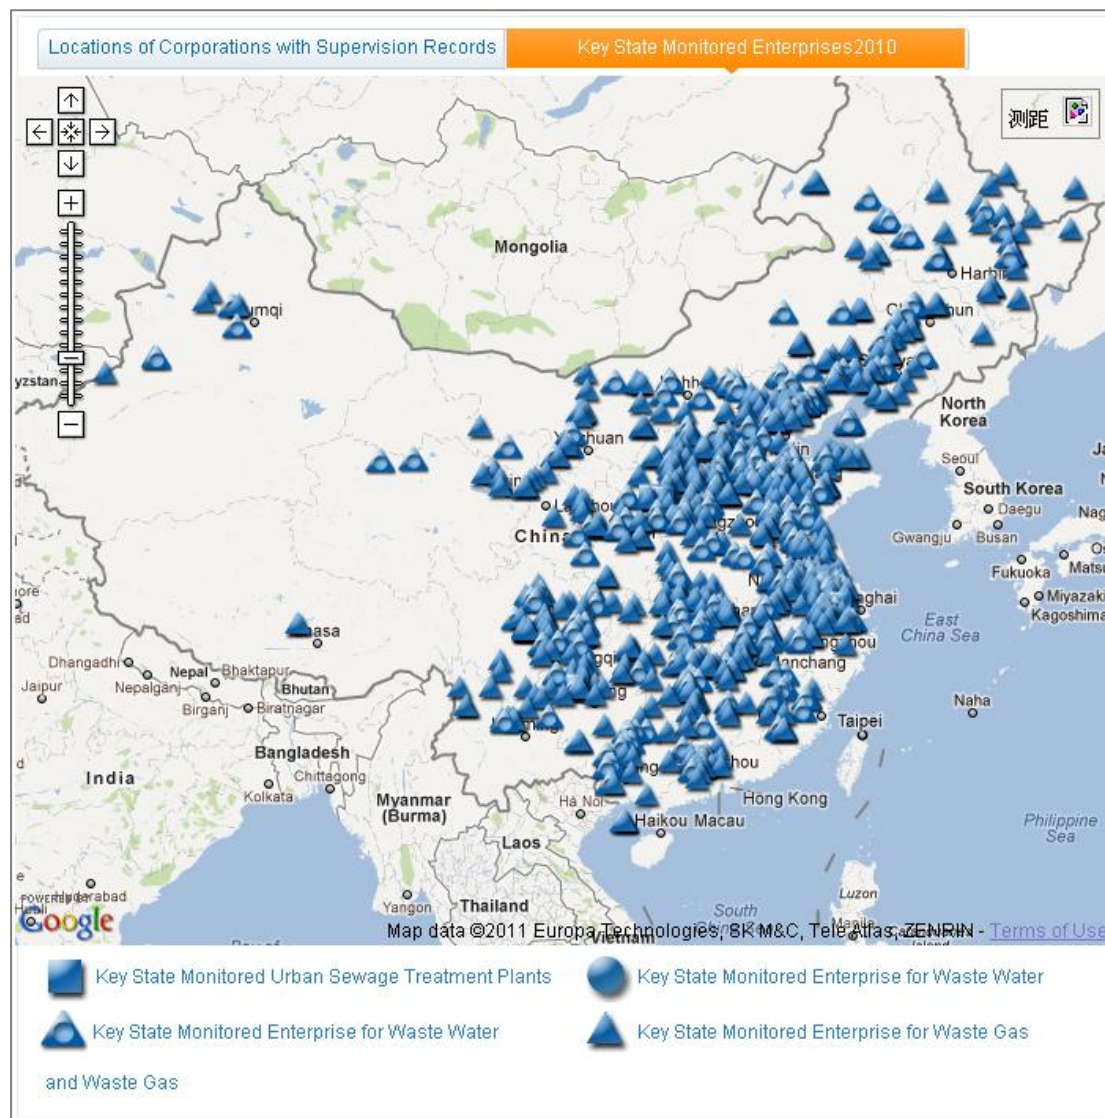 Locations of Corporations with Supervision Records
Key State Monitored Enterprises2010
测距
Mongolia
North
Korea
Seoul
South Korea
Daegu
Gwangju
Busan
Fukuoka
Miyazaki
Kagoshima
East
China Sea
China
Dhangadhi
Nepal
Bhaktapur
Nepalganj
Bhutan
Jaipur
Birganj
Biratnagar
Naha
Taipei
Bangladesh
India
Chittagong
Kolkata
Myanmar
(Burma)
Hong Kong
Ha Noi
Haikou
Macau
Laos
Philippine
Sea
POWERED BY
Google
Yangon
Thailand
Luzon
Manila
South
Vietnam
Map data ©2011 Europa Technologies, SK M&C, Tele Atlas, ZENRIN - Terms of Use
Key State Monitored Urban Sewage Treatment Plants
Key State Monitored Enterprise for Waste Water
Key State Monitored Enterprise for Waste Water
Key State Monitored Enterprise for Waste Gas
and Waste Gas